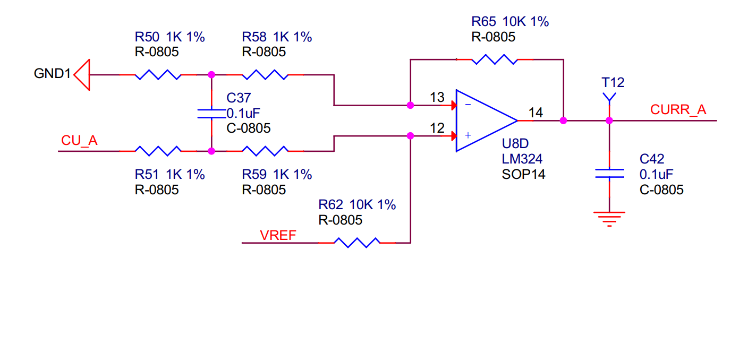 R50 1K 1%
R-0805
R58 1K 1%
R-0805
R65 10K 1%
R-0805
GND1
T12
C37
0.1uF
C-0805
13
−
14
CURR_A
12
+
CU_A
U8D
LM324
SOP14
R51 1K 1%
R-0805
R59 1K 1%
R-0805
C42
0.1uF
C-0805
R62 10K 1%
R-0805
VREF